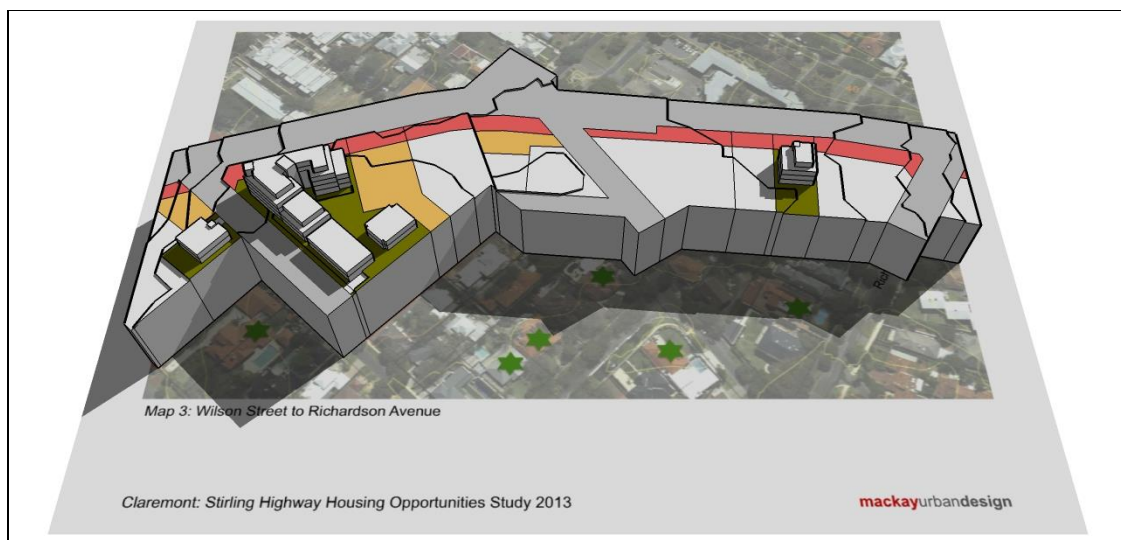 Map 3: Wilson Street to Richardson Avenue
Claremont: Stirling Highway Housing Opportunities Study 2013
mackayurbandesign